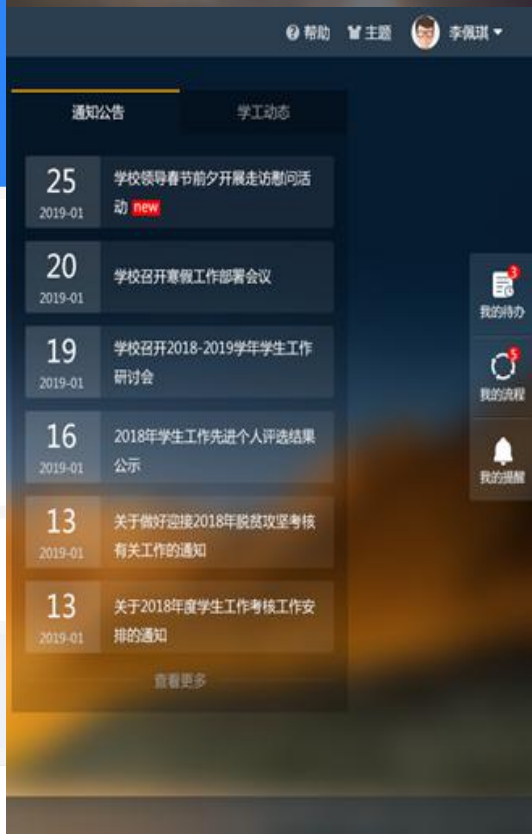 帮助 主题 李佩琪
通知公告 学工动态
25
2019-01
学校领导春节前夕开展走访慰问活
动 new
20
2019-01
学校召开寒假工作部署会议
19
2019-01
学校召开2018-2019学年学生工作
研讨会
16
2019-01
2018年学生工作先进个人评选结果
公示
13
2019-01
关于做好迎接2018年脱贫攻坚考核
有关工作的通知
13
2019-01
关于2018年度学生工作考核工作安
排的通知
查看更多
3
我的待办
5
我的流程
我的提醒